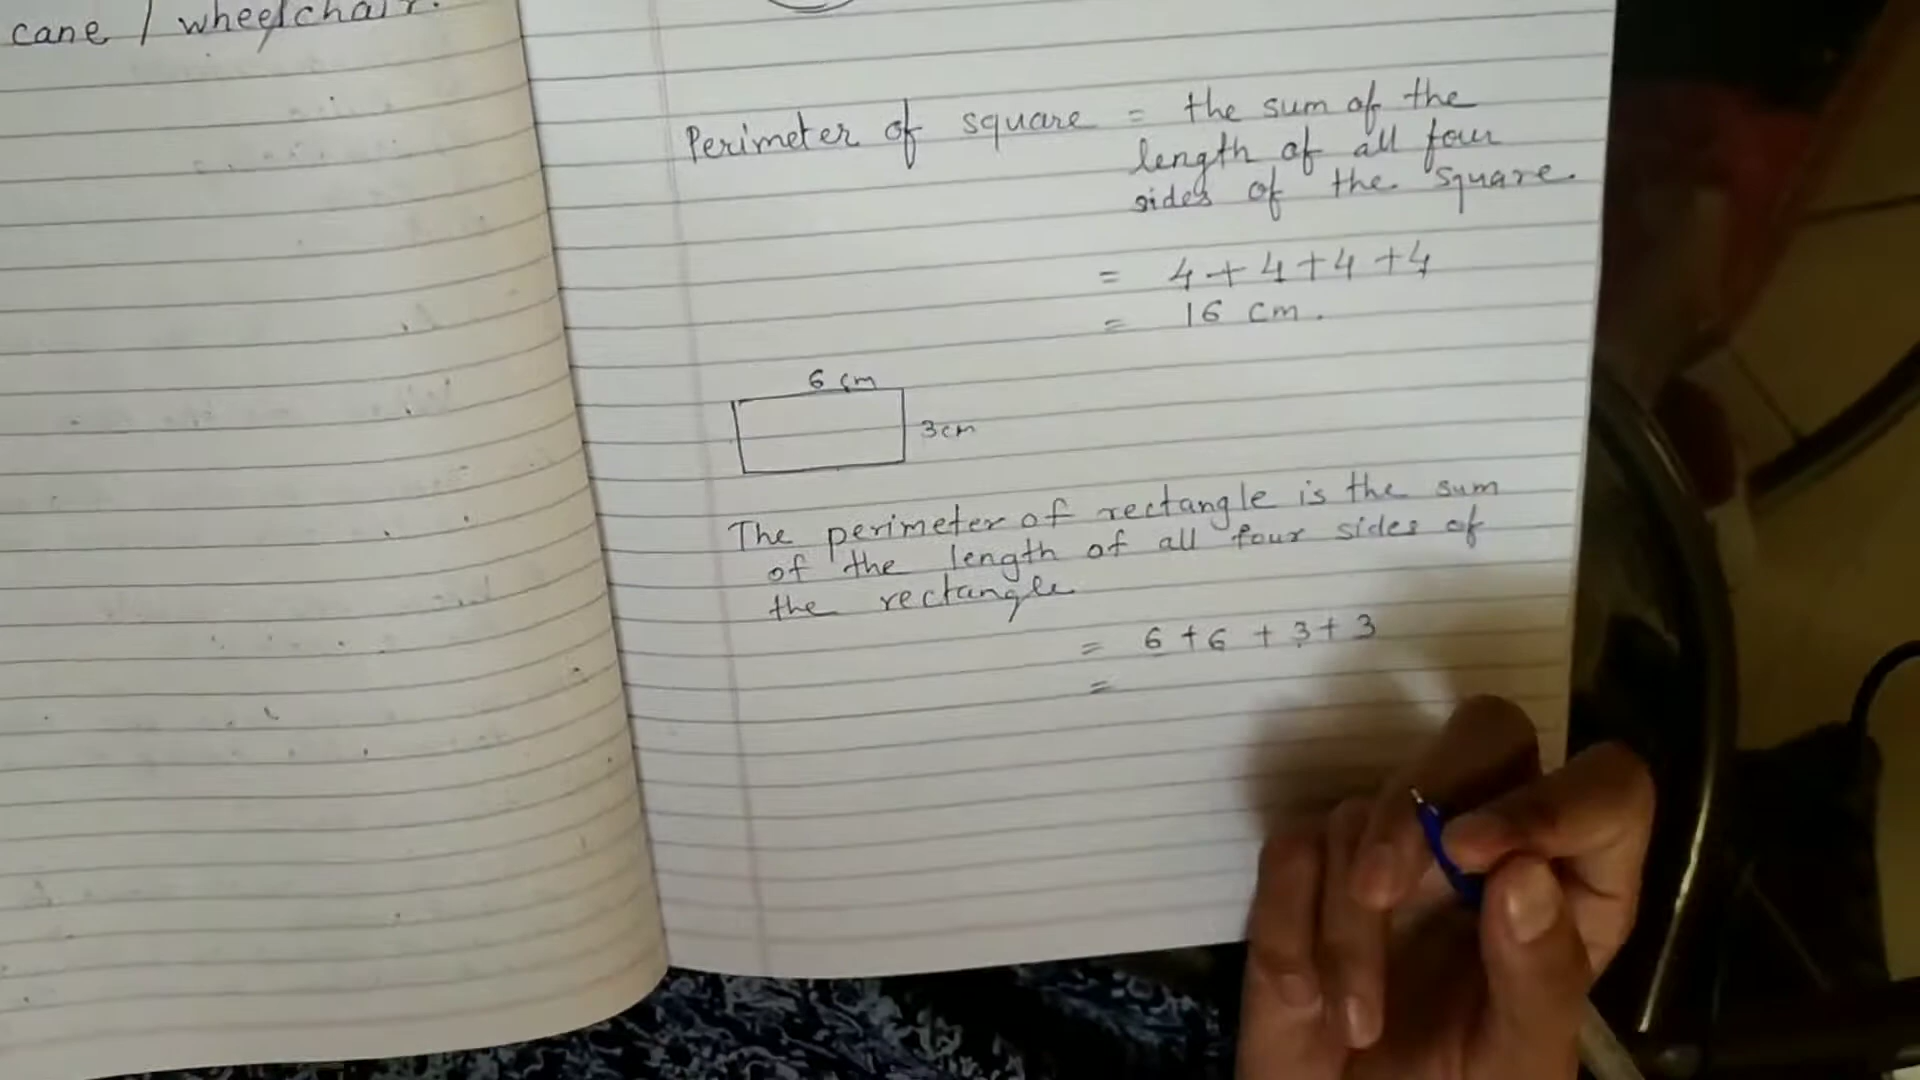 cane / wheelchair.
Perimeter of square = the sum of the
length of all four
sides of the square.
= 4 + 4 + 4 + 4
= 16 cm.
6 cm
3cm
The perimeter of rectangle is the sum
of the length of all four sides of
the rectangle
= 6 + 6 + 3 + 3
=